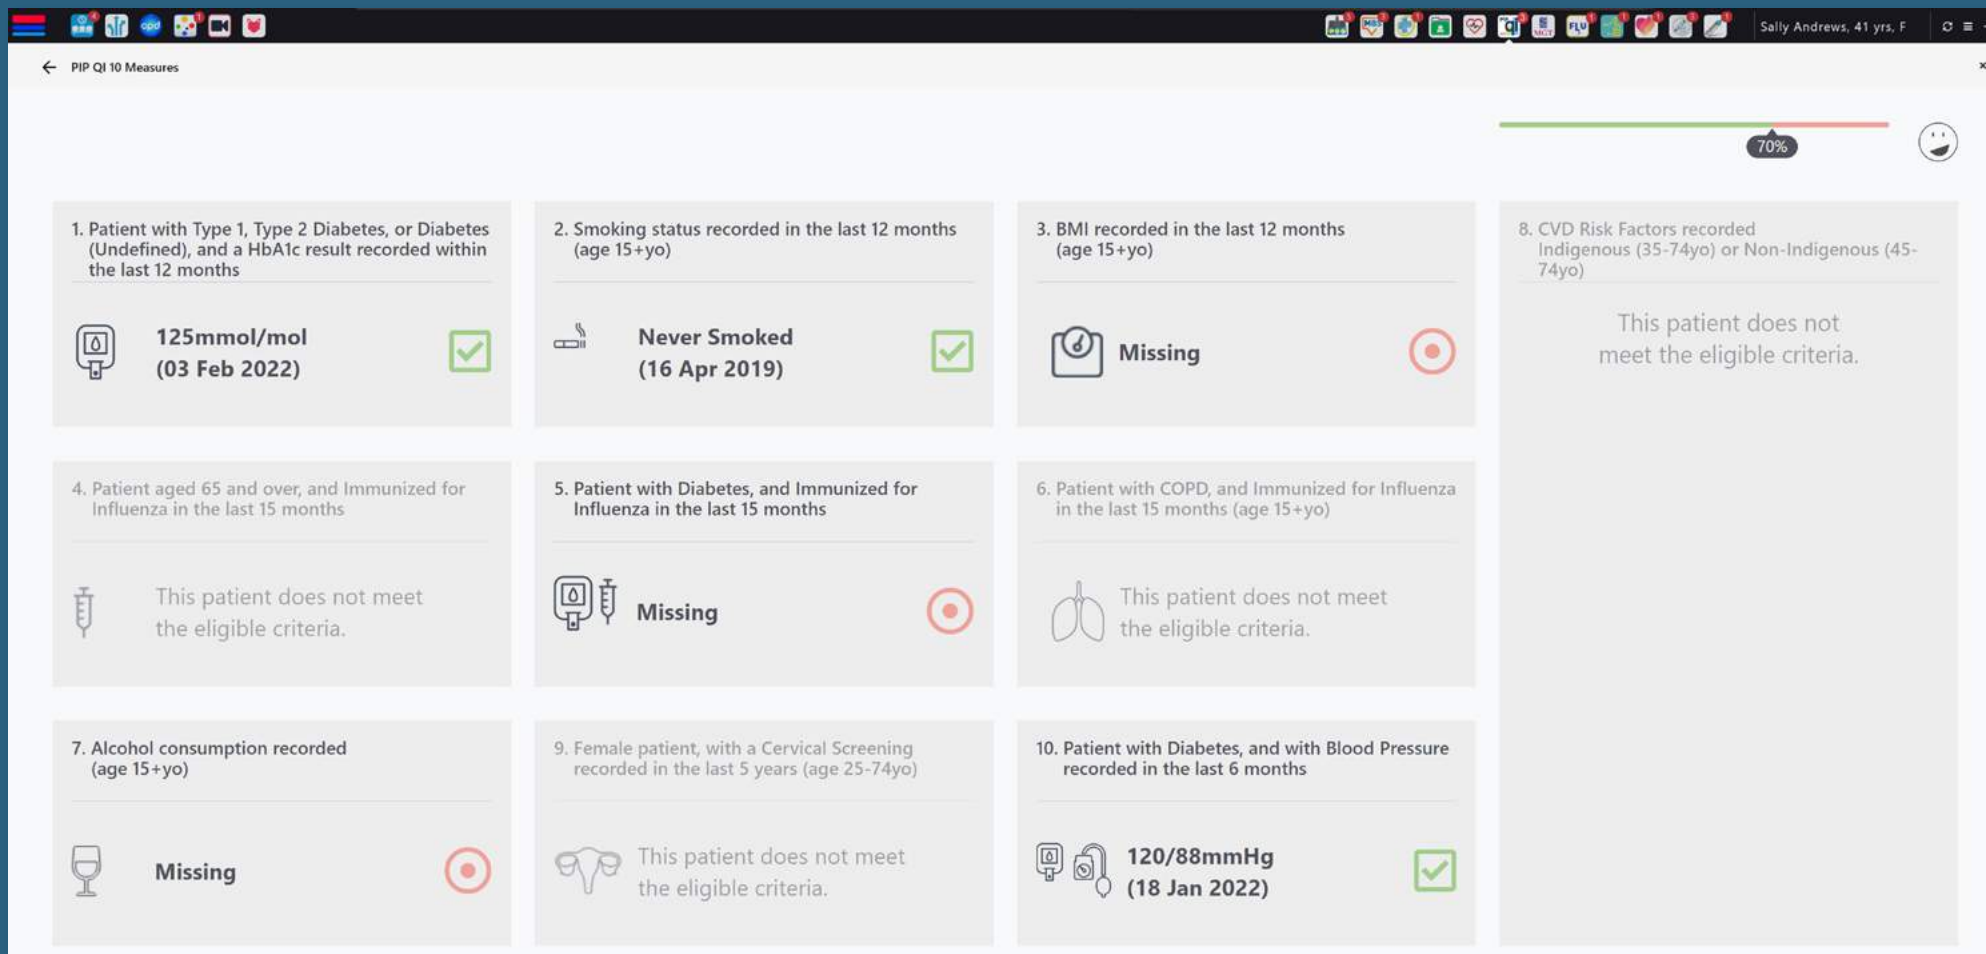 cpd
MBS
qi
MGT
FLU
Sally Andrews, 41 yrs, F
PIP QI 10 Measures
70%
1. Patient with Type 1, Type 2 Diabetes, or Diabetes
(Undefined), and a HbA1c result recorded within
the last 12 months
125mmol/mol
(03 Feb 2022)
2. Smoking status recorded in the last 12 months
(age 15+yo)
Never Smoked
(16 Apr 2019)
3. BMI recorded in the last 12 months
(age 15+yo)
Missing
8. CVD Risk Factors recorded
Indigenous (35-74yo) or Non-Indigenous (45-
74yo)
This patient does not
meet the eligible criteria.
4. Patient aged 65 and over, and Immunized for
Influenza in the last 15 months
This patient does not meet
the eligible criteria.
5. Patient with Diabetes, and Immunized for
Influenza in the last 15 months
Missing
6. Patient with COPD, and Immunized for Influenza
in the last 15 months (age 15+yo)
This patient does not meet
the eligible criteria.
7. Alcohol consumption recorded
(age 15+yo)
Missing
9. Female patient, with a Cervical Screening
recorded in the last 5 years (age 25-74yo)
This patient does not meet
the eligible criteria.
10. Patient with Diabetes, and with Blood Pressure
recorded in the last 6 months
120/88mmHg
(18 Jan 2022)